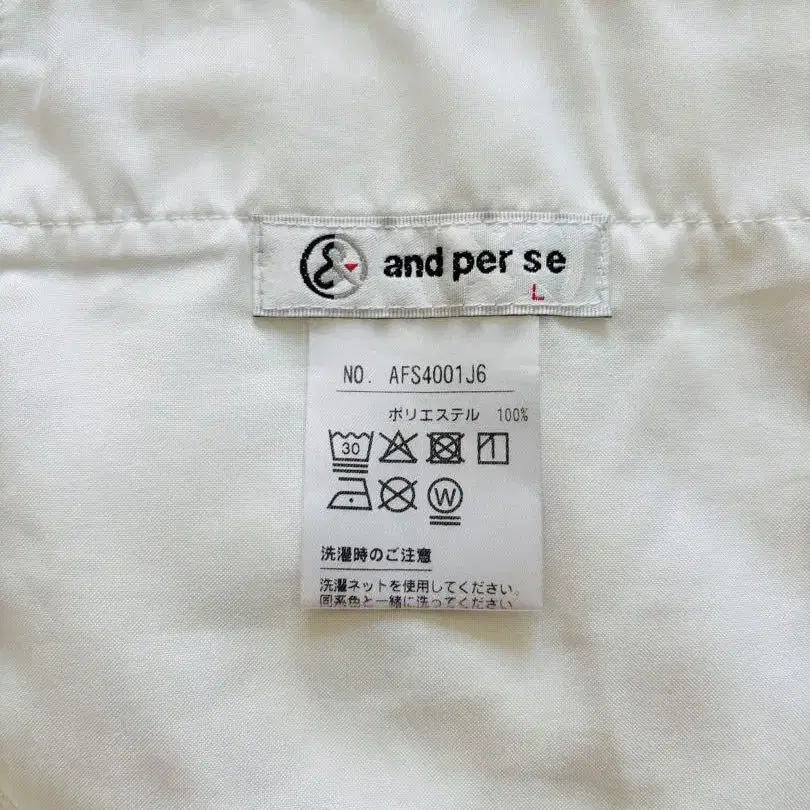 and per se
L
NO. AFS4001J6
ポリエステル 100%
30
W
洗濯時のご注意
洗濯ネットを使用してください。
同系色と一緒に洗ってください